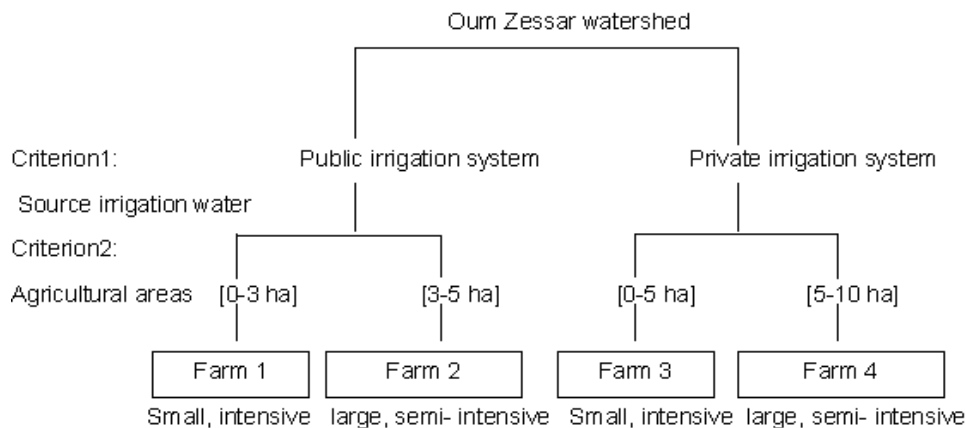 Oum Zessar watershed
Criterion1: Public irrigation system Private irrigation system
Source irrigation water
Criterion2:
Agricultural areas [0-3 ha] [3-5 ha] [0-5 ha] [5-10 ha]
Farm 1 Farm 2 Farm 3 Farm 4
Small, intensive large, semi- intensive Small, intensive large, semi- intensive